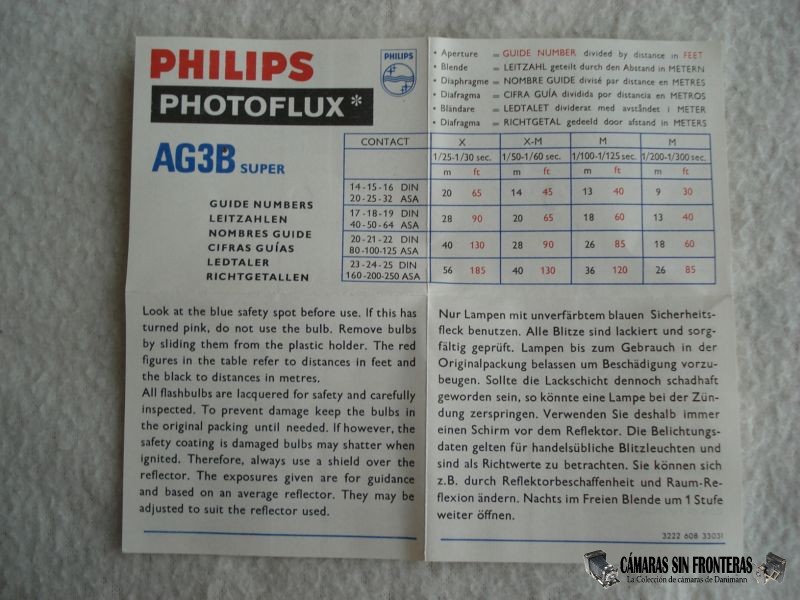 PHILIPS
PHOTOFLUX*
PHILIPS
AG3B SUPER
GUIDE NUMBERS
LEITZAHLEN
NOMBRES GUIDE
CIFRAS GUÍAS
LEDTALER
RICHTGETALLEN
• Aperture = GUIDE NUMBER divided by distance in FEET
• Blende = LEITZAHL geteilt durch den Abstand in METERN
• Diaphragme = NOMBRE GUIDE divisé par distance en METRES
• Diafragma = CIFRA GUÍA dividida por distancia en METROS
• Bländare = LEDTALET dividerat med avståndet i METER
• Diafragma = RICHTGETAL gedeeld door afstand in METERS
CONTACT X X-M M M
1/25-1/30 sec. 1/50-1/60 sec. 1/100-1/125 sec. 1/200-1/300 sec.
m ft m ft m ft m ft
14-15-16 DIN
20-25-32 ASA 20 65 14 45 13 40 9 30
17-18-19 DIN
40-50-64 ASA 28 90 20 65 18 60 13 40
20-21-22 DIN
80-100-125 ASA 40 130 28 90 26 85 18 60
23-24-25 DIN
160-200-250 ASA 56 185 40 130 36 120 26 85
Look at the blue safety spot before use. If this has
turned pink, do not use the bulb. Remove bulbs
by sliding them from the plastic holder. The red
figures in the table refer to distances in feet and
the black to distances in metres.
All flashbulbs are lacquered for safety and carefully
inspected. To prevent damage keep the bulbs in
the original packing until needed. If however, the
safety coating is damaged bulbs may shatter when
ignited. Therefore, always use a shield over the
reflector. The exposures given are for guidance
and based on an average reflector. They may be
adjusted to suit the reflector used.
Nur Lampen mit unverfärbtem blauen Sicherheits-
fleck benutzen. Alle Blitze sind lackiert und sorg-
fältig geprüft. Lampen bis zum Gebrauch in der
Originalpackung belassen um Beschädigung vorzu-
beugen. Sollte die Lackschicht dennoch schadhaft
geworden sein, so könnte eine Lampe bei der Zün-
dung zerspringen. Verwenden Sie deshalb immer
einen Schirm vor dem Reflektor. Die Belichtungs-
daten gelten für handelsübliche Blitzleuchten und
sind als Richtwerte zu betrachten. Sie können sich
z.B. durch Reflektorbeschaffenheit und Raum-Re-
flexion ändern. Nachts im Freien Blende um 1 Stufe
weiter öffnen.
3222 608 33031
CÁMARAS SIN FRONTERAS
La Colección de cámaras de Danimann